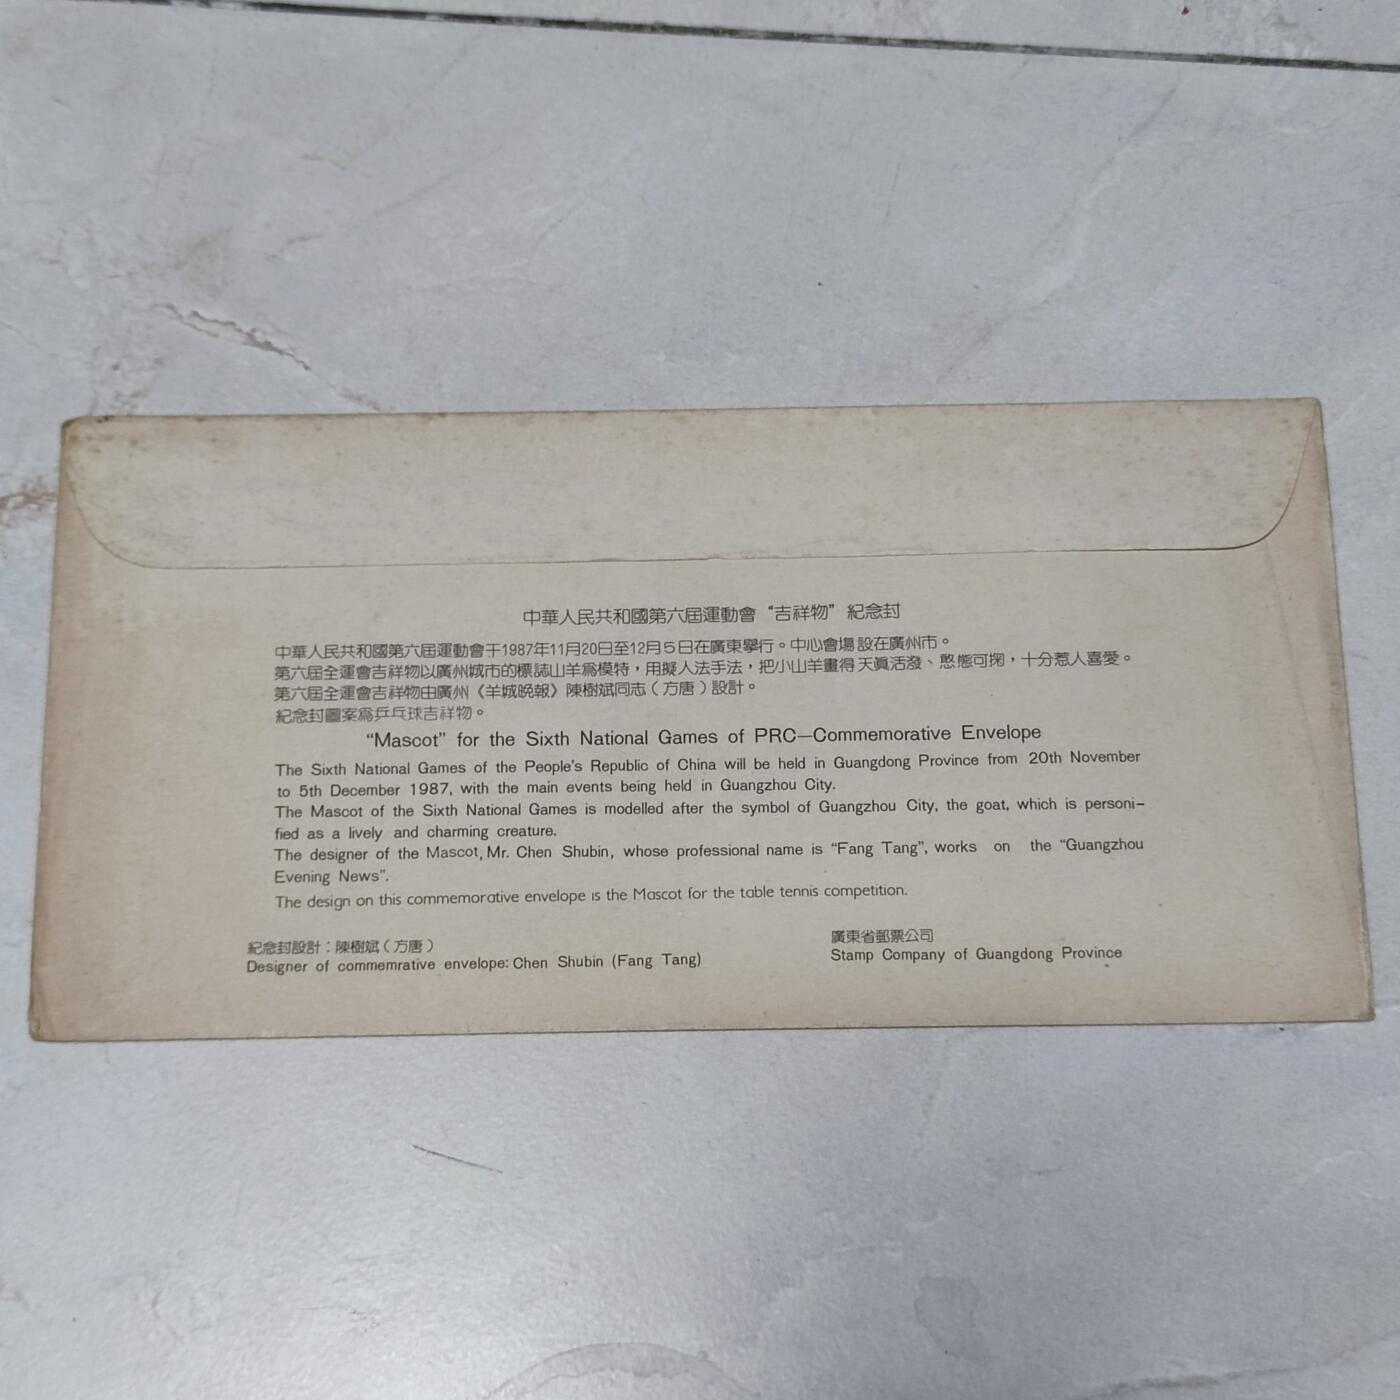 中華人民共和國第六屆運動會“吉祥物”紀念封
中華人民共和國第六屆運動會于1987年11月20日至12月5日在廣東舉行。中心會場設在廣州市。
第六屆全運會吉祥物以廣州城市的標誌山羊為模特，用擬人法手法，把小山羊畫得天真活潑、憨態可掬，十分惹人喜愛。
第六屆全運會吉祥物由廣州《羊城晚報》陳樹斌同志（方唐）設計。
紀念封圖案為乒乓球吉祥物。
“Mascot” for the Sixth National Games of PRC—Commemorative Envelope
The Sixth National Games of the People's Republic of China will be held in Guangdong Province from 20th November
to 5th December 1987, with the main events being held in Guangzhou City.
The Mascot of the Sixth National Games is modelled after the symbol of Guangzhou City, the goat, which is personi-
fied as a lively and charming creature.
The designer of the Mascot, Mr. Chen Shubin, whose professional name is “Fang Tang”, works on the “Guangzhou
Evening News”.
The design on this commemorative envelope is the Mascot for the table tennis competition.
紀念封設計：陳樹斌（方唐）
Designer of commemrative envelope: Chen Shubin (Fang Tang)
廣東省郵票公司
Stamp Company of Guangdong Province